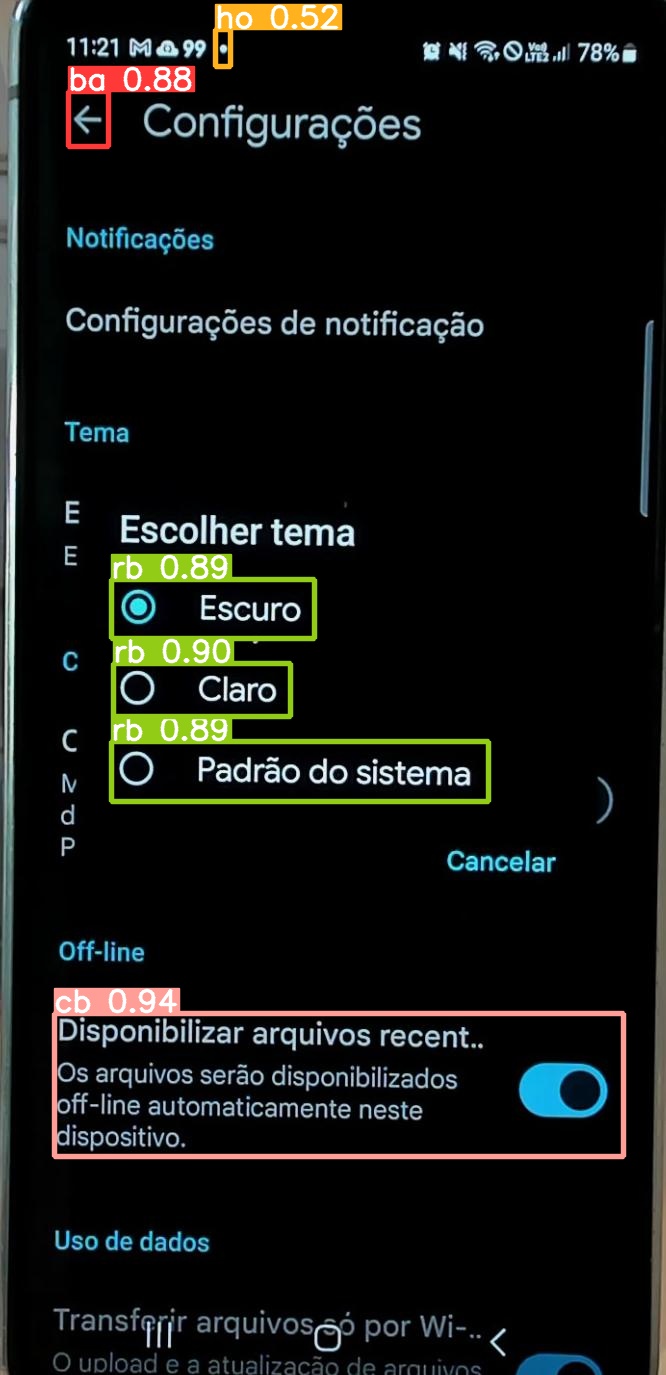 ho 0.52
11:21 99 78%
ba 0.88
Configurações
Notificações
Configurações de notificação
Tema
E
Escolher tema
E
rb 0.89
Escuro
rb 0.90
C
Claro
rb 0.89
C
Padrão do sistema
M
d
P
Cancelar
Off-line
cb 0.94
Disponibilizar arquivos recent..
Os arquivos serão disponibilizados
off-line automaticamente neste
dispositivo.
Uso de dados
Transferir arquivos só por Wi-..
O upload e a atualização de arquivos